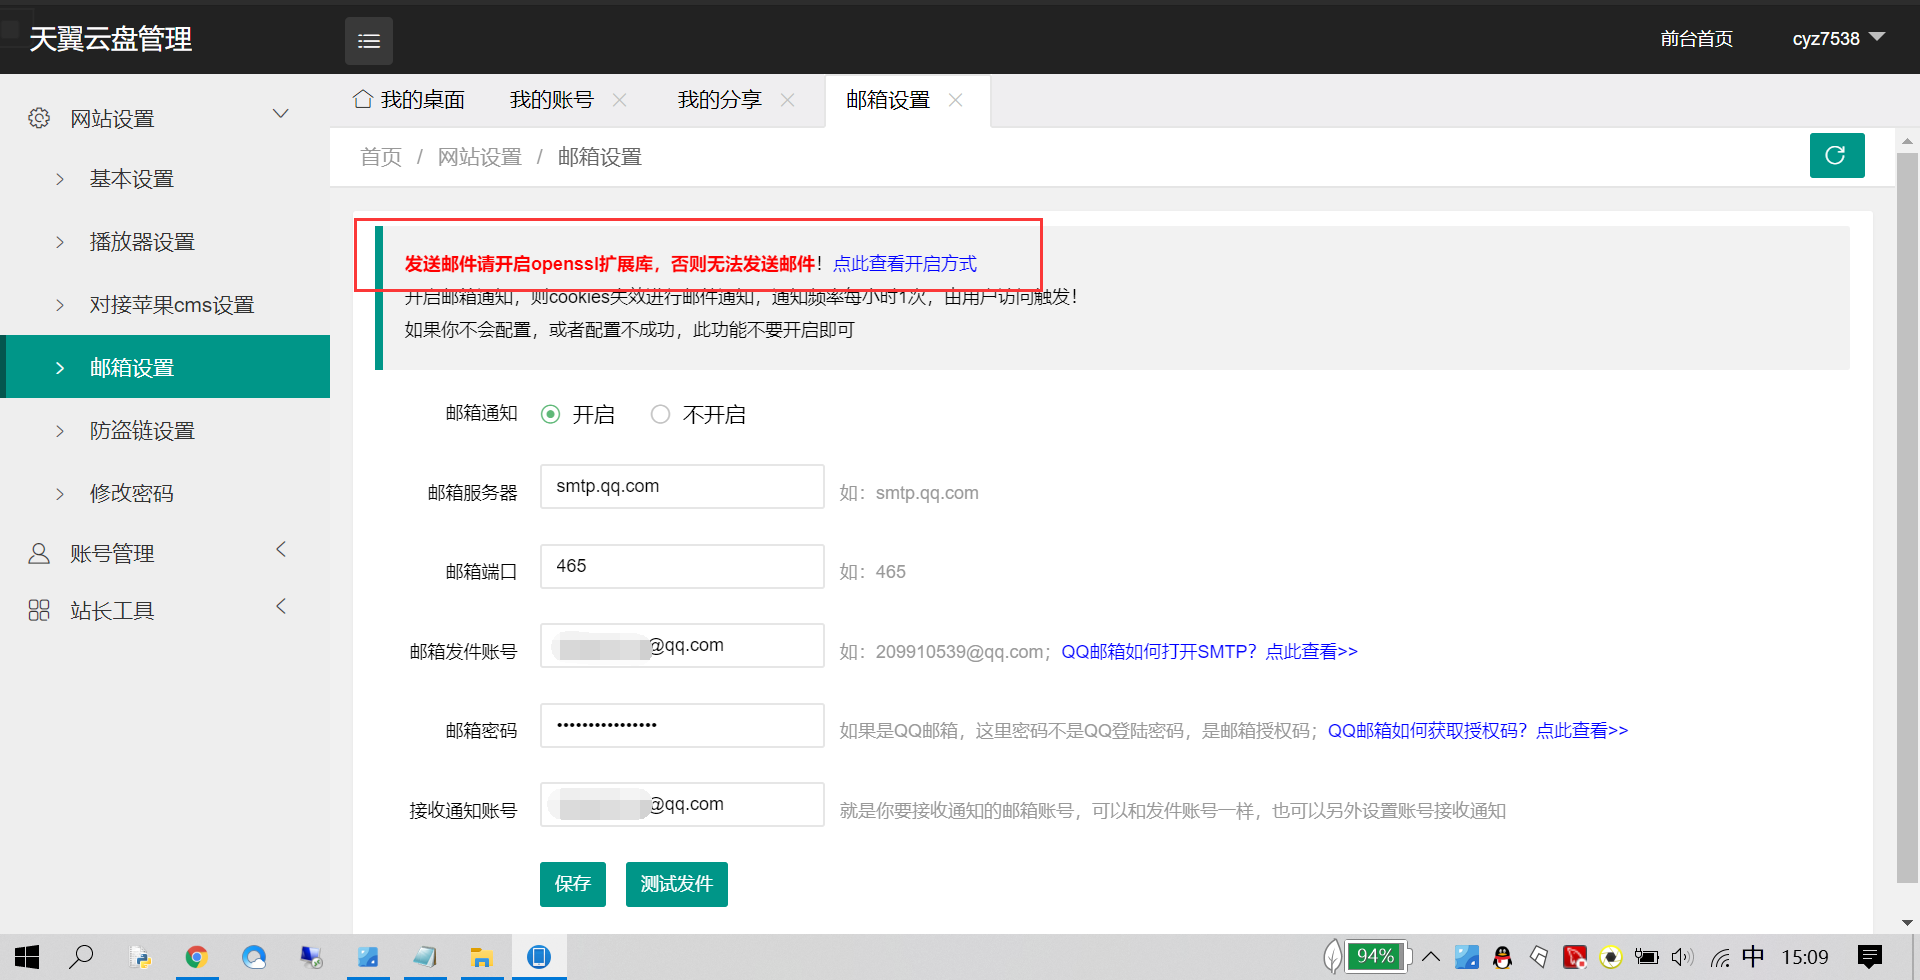 天翼云盘管理
前台首页
cyz7538
网站设置
基本设置
播放器设置
对接苹果cms设置
邮箱设置
防盗链设置
修改密码
账号管理
站长工具
我的桌面
我的账号
我的分享
邮箱设置
首页 / 网站设置 / 邮箱设置
发送邮件请开启openssl扩展库，否则无法发送邮件！点此查看开启方式
开启邮箱通知，则cookies失效进行邮件通知，通知频率每小时1次，由用户访问触发！
如果你不会配置，或者配置不成功，此功能不要开启即可
邮箱通知 开启 不开启
邮箱服务器 smtp.qq.com 如：smtp.qq.com
邮箱端口 465 如：465
邮箱发件账号 @qq.com 如：209910539@qq.com；QQ邮箱如何打开SMTP？点此查看>>
邮箱密码 •••••••••••••••• 如果是QQ邮箱，这里密码不是QQ登陆密码，是邮箱授权码；QQ邮箱如何获取授权码？点此查看>>
接收通知账号 @qq.com 就是你要接收通知的邮箱账号，可以和发件账号一样，也可以另外设置账号接收通知
保存 测试发件
94% 中 15:09